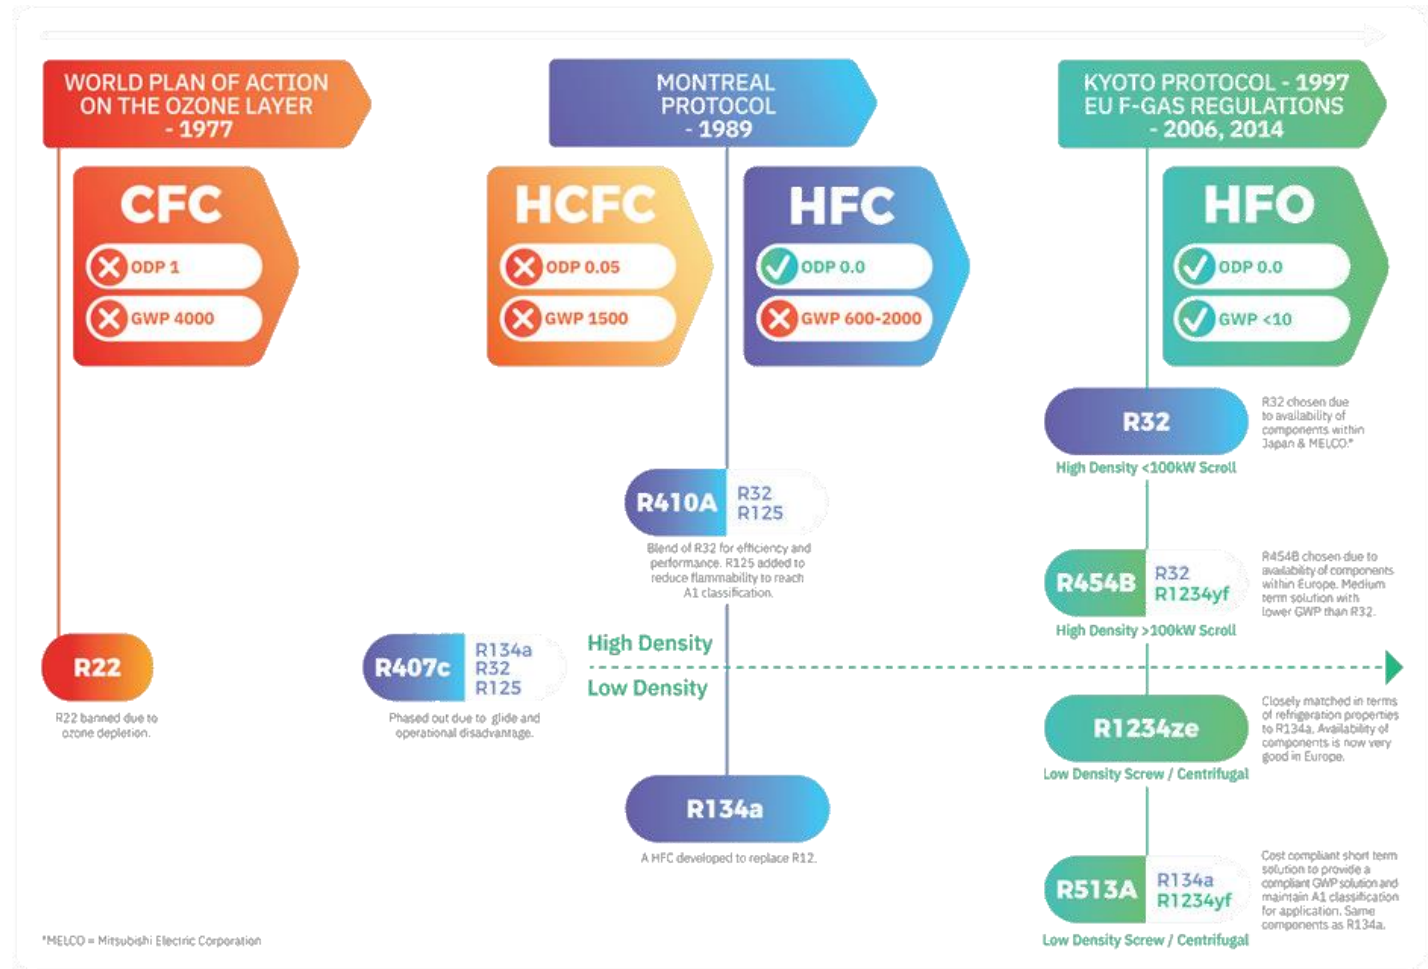 WORLD PLAN OF ACTION
ON THE OZONE LAYER
- 1977
MONTREAL
PROTOCOL
- 1989
KYOTO PROTOCOL - 1997
EU F-GAS REGULATIONS
- 2006, 2014
CFC
ODP 1
GWP 4000
HCFC
ODP 0.05
GWP 1500
HFC
ODP 0.0
GWP 600-2000
HFO
ODP 0.0
GWP <10
R32
High Density <100kW Scroll
R32 chosen due
to availability of
components within
Japan & MELCO.*
R410A
R32
R125
Blend of R32 for efficiency and
performance. R125 added to
reduce flammability to reach
A1 classification.
R454B
R32
R1234yf
High Density >100kW Scroll
R454B chosen due to
availability of components
within Europe. Medium
term solution with
lower GWP than R32.
R22
R22 banned due to
ozone depletion.
R407c
R134a
R32
R125
Phased out due to glide and
operational disadvantage.
High Density
Low Density
R1234ze
Low Density Screw / Centrifugal
Closely matched in terms
of refrigeration properties
to R134a. Availability of
components is now very
good in Europe.
R134a
A HFC developed to replace R12.
R513A
R134a
R1234yf
Low Density Screw / Centrifugal
Cost compliant short term
solution to provide a
compliant GWP solution and
maintain A1 classification
for application. Same
components as R134a.
*MELCO = Mitsubishi Electric Corporation